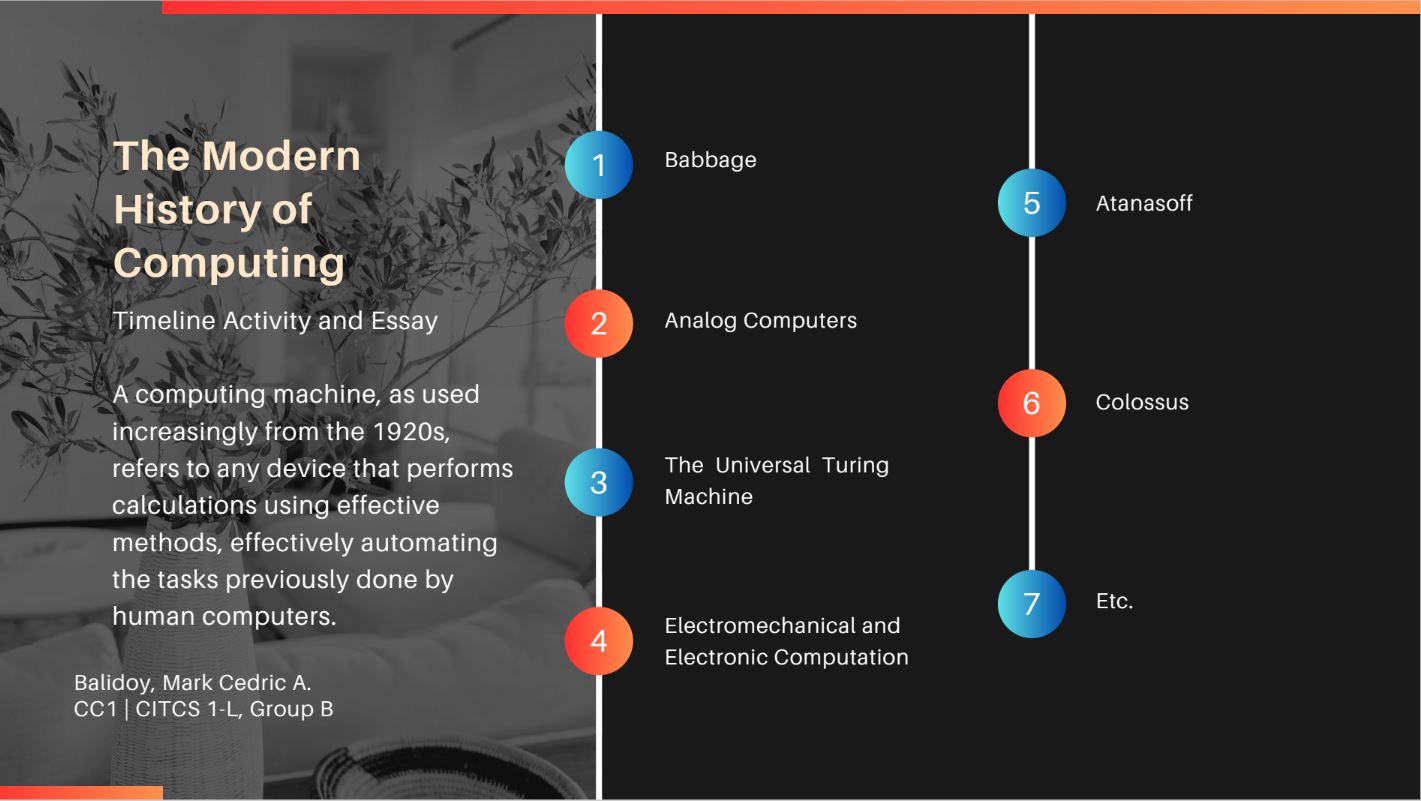 The Modern
History of
Computing
Timeline Activity and Essay
A computing machine, as used
increasingly from the 1920s,
refers to any device that performs
calculations using effective
methods, effectively automating
the tasks previously done by
human computers.
Balidoy, Mark Cedric A.
CC1 | CITCS 1-L, Group B
1 Babbage
2 Analog Computers
3 The Universal Turing
Machine
4 Electromechanical and
Electronic Computation
5 Atanasoff
6 Colossus
7 Etc.